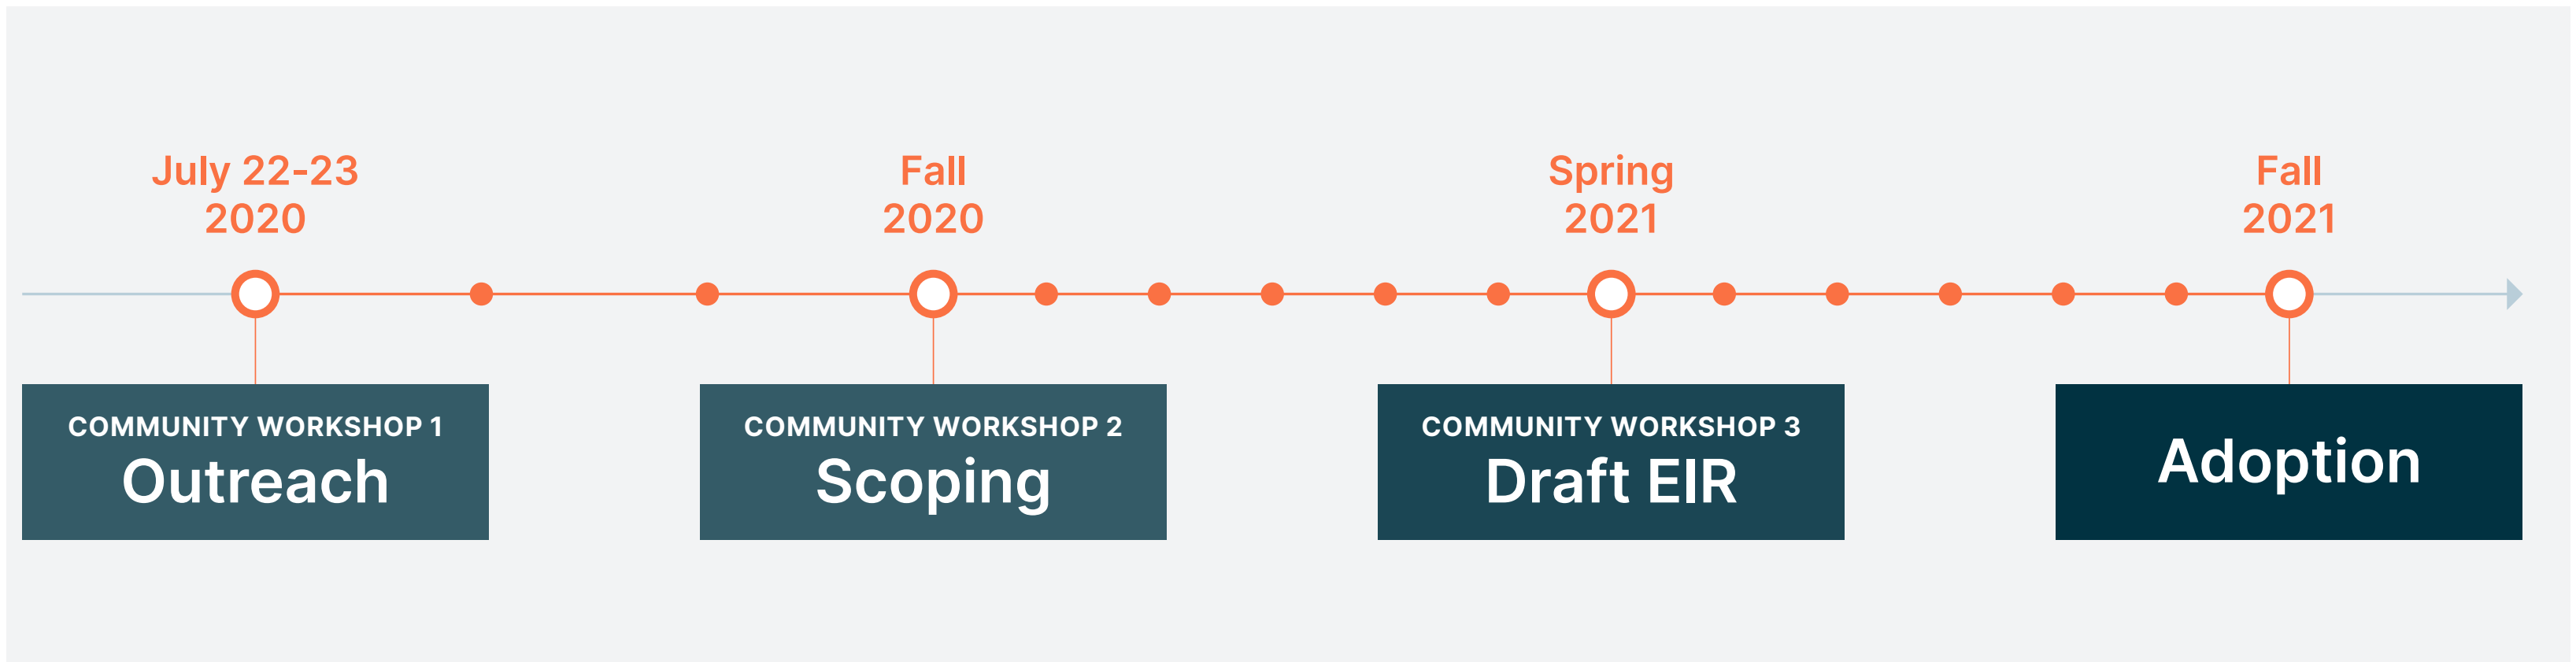 July 22-23
2020
Fall
2020
Spring
2021
Fall
2021
COMMUNITY WORKSHOP 1
Outreach
COMMUNITY WORKSHOP 2
Scoping
COMMUNITY WORKSHOP 3
Draft EIR
Adoption